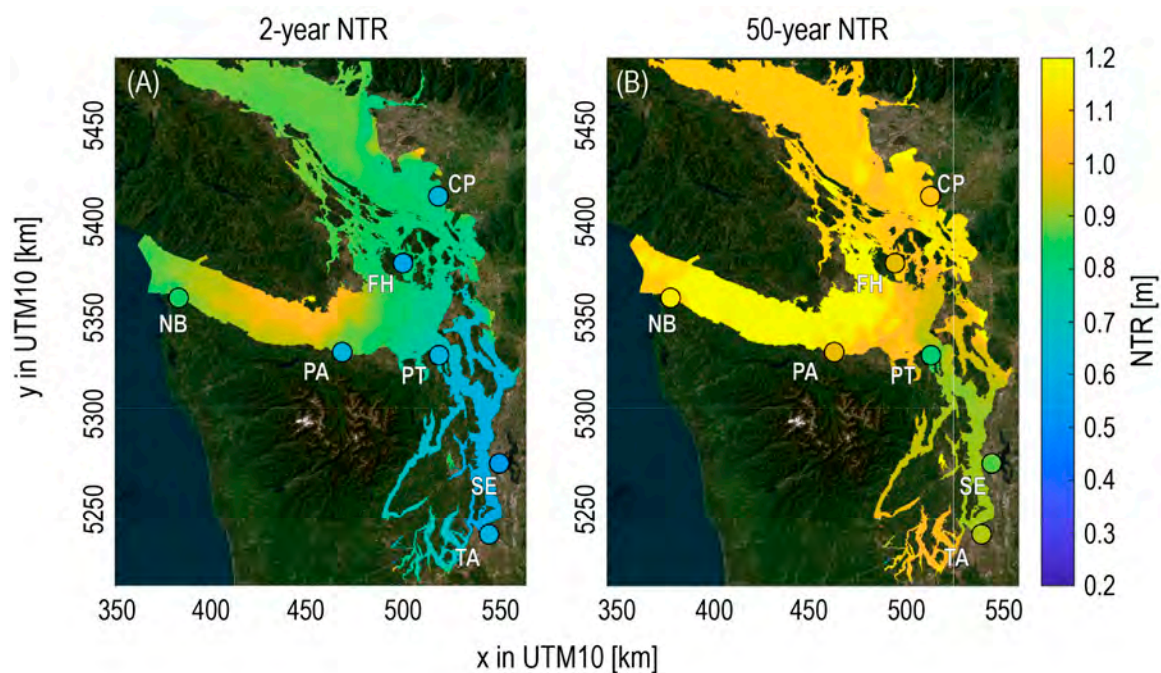 2-year NTR
50-year NTR
(A)
(B)
y in UTM10 [km]
5450
5400
5350
5300
5250
CP
FH
NB
PA
PT
SE
TA
CP
FH
NB
PA
PT
SE
TA
1.2
1.1
1.0
0.9
0.8
0.7
0.6
0.5
0.4
0.3
0.2
NTR [m]
5450
5400
5350
5300
5250
350 400 450 500 550
350 400 450 500 550
x in UTM10 [km]